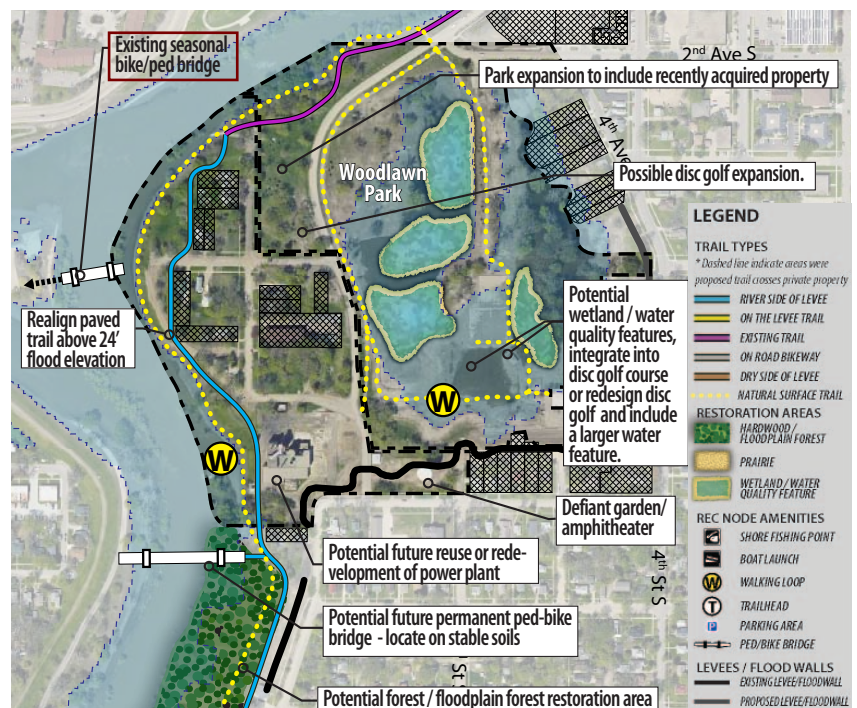 Existing seasonal
bike/ped bridge
2nd Ave S
Park expansion to include recently acquired property
4th Ave
Woodlawn
Park
Possible disc golf expansion.
Realign paved
trail above 24'
flood elevation
Potential
wetland / water
quality features,
integrate into
disc golf course
or redesign disc
golf and include
a larger water
feature.
W
W
Defiant garden/
amphitheater
Potential future reuse or rede-
velopment of power plant
4th St S
Potential future permanent ped-bike
bridge - locate on stable soils
St S
Potential forest / floodplain forest restoration area
LEGEND
TRAIL TYPES
* Dashed line indicate areas were
proposed trail crosses private property
RIVER SIDE OF LEVEE
ON THE LEVEE TRAIL
EXISTING TRAIL
ON ROAD BIKEWAY
DRY SIDE OF LEVEE
NATURAL SURFACE TRAIL
RESTORATION AREAS
HARDWOOD /
FLOODPLAIN FOREST
PRAIRIE
WETLAND / WATER
QUALITY FEATURE
REC NODE AMENITIES
SHORE FISHING POINT
BOAT LAUNCH
W WALKING LOOP
T TRAILHEAD
P PARKING AREA
PED/BIKE BRIDGE
LEVEES / FLOOD WALLS
EXISTING LEVEE/FLOODWALL
PROPOSED LEVEE/FLOODWALL